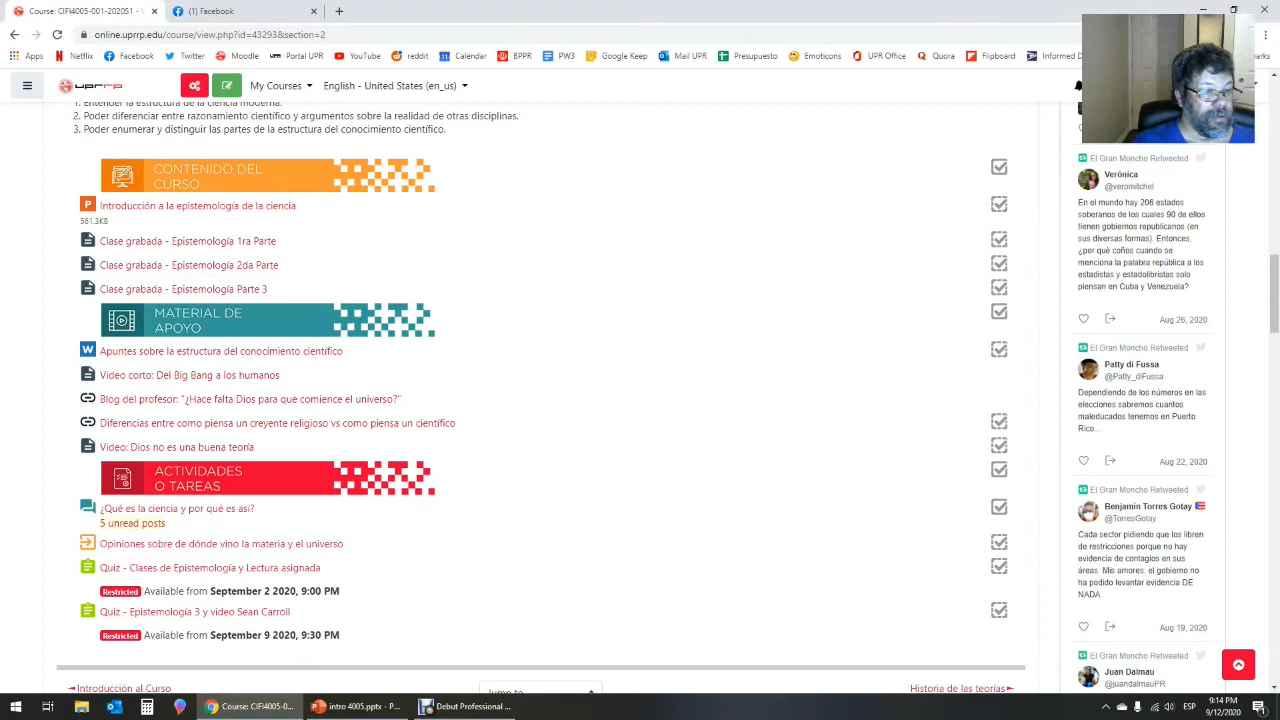 Course: CIFI4005-001-2020S1 - V
(1) Facebook
online.uprrp.edu/course/view.php?id=43293&section=2
Apps
Netflix
Facebook
Twitter
Moodle
Portal UPR
YouTube
reddit
Calendar
BPPR
PW3
Google Keep
Mail UPR
Presupuesto
Emoticons
UPR Office
Quora
Flipboard
Informed D
My Courses
English - United States (en_us)
1. Entender la estructura de la ciencia moderna.
2. Poder diferenciar entre razonamiento científico y argumentos sobre la realidad de otras disciplinas.
3. Poder enumerar y distinguir las partes de la estructura del conocimiento científico.
CONTENIDO DEL
CURSO
Introducción a la epistemología de la ciencia
561.3KB
Clase grabada - Epistemología 1ra Parte
Clase grabada - Epistemología 2da Parte
Clase grabada - Epistemología Parte 3
MATERIAL DE
APOYO
Apuntes sobre la estructura del conocimiento científico
Video corto: Del Big Bang a los humanos
Blog del profesor: "¿Hace falta Dios para que comience el universo?"
Diferencias entre como piensa un creyente religioso vs como piensa un científico
Video: Dios no es una buena teoría
ACTIVIDADES
O TAREAS
¿Qué es la ciencia y por qué es así?
5 unread posts
Opiniones sobre de dónde vino la materia y el universo
Quiz - Clases de Epistemología y Lectura asignada
Restricted Available from September 2 2020, 9:00 PM
Quiz - Epistemología 3 y video Sean Carroll
Restricted Available from September 9 2020, 9:30 PM
◄Introducción al Curso
Jump to...
Historia de las teorías►
El Gran Moncho Retweeted
Verónica
@veromilichel
En el mundo hay 206 estados
soberanos de los cuales 90 de ellos
tienen gobiernos republicanos (en
sus diversas formas). Entonces,
¿por qué coños cuando se
menciona la palabra república a los
estadistas y estadolibristas solo
piensan en Cuba y Venezuela?
Aug 26, 2020
El Gran Moncho Retweeted
Patty di Fussa
@Patty_diFussa
Dependiendo de los números en las
elecciones sabremos cuantos
maleducados tenemos en Puerto
Rico...
Aug 22, 2020
El Gran Moncho Retweeted
Benjamín Torres Gotay
@TorresGotay
Cada sector pidiendo que los libren
de restricciones porque no hay
evidencia de contagios en sus
áreas. Mis amores: el gobierno no
ha podido levantar evidencia DE
NADA.
Aug 19, 2020
El Gran Moncho Retweeted
Juan Dalmau
@juandalmauPR
Course: CIFI4005-0...
intro 4005.pptx - P...
Debut Professional ...
ESP
9:14 PM
9/12/2020